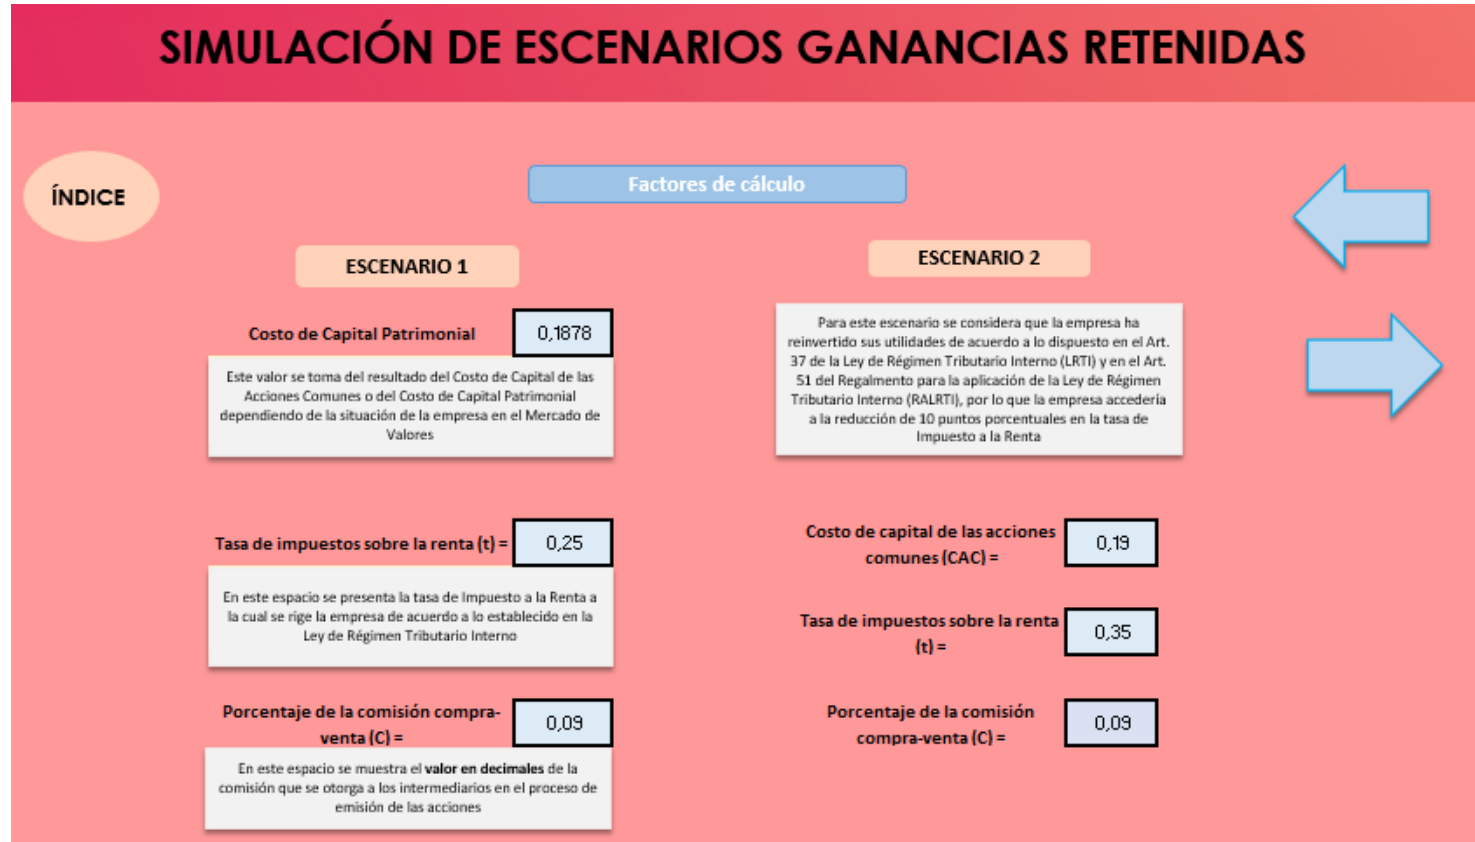 SIMULACIÓN DE ESCENARIOS GANANCIAS RETENIDAS
ÍNDICE
Factores de cálculo
ESCENARIO 1
Costo de Capital Patrimonial
0,1878
Este valor se toma del resultado del Costo de Capital de las
Acciones Comunes o del Costo de Capital Patrimonial
dependiendo de la situación de la empresa en el Mercado de
Valores
Tasa de impuestos sobre la renta (t) =
0,25
En este espacio se presenta la tasa de Impuesto a la Renta a
la cual se rige la empresa de acuerdo a lo establecido en la
Ley de Régimen Tributario Interno
Porcentaje de la comisión compra-
venta (C) =
0,09
En este espacio se muestra el valor en decimales de la
comisión que se otorga a los intermediarios en el proceso de
emisión de las acciones
ESCENARIO 2
Para este escenario se considera que la empresa ha
reinvertido sus utilidades de acuerdo a lo dispuesto en el Art.
37 de la Ley de Régimen Tributario Interno (LRTI) y en el Art.
51 del Regalmento para la aplicación de la Ley de Régimen
Tributario Interno (RALRTI), por lo que la empresa accedería
a la reducción de 10 puntos porcentuales en la tasa de
Impuesto a la Renta
Costo de capital de las acciones
comunes (CAC) =
0,19
Tasa de impuestos sobre la renta
(t) =
0,35
Porcentaje de la comisión
compra-venta (C) =
0,09